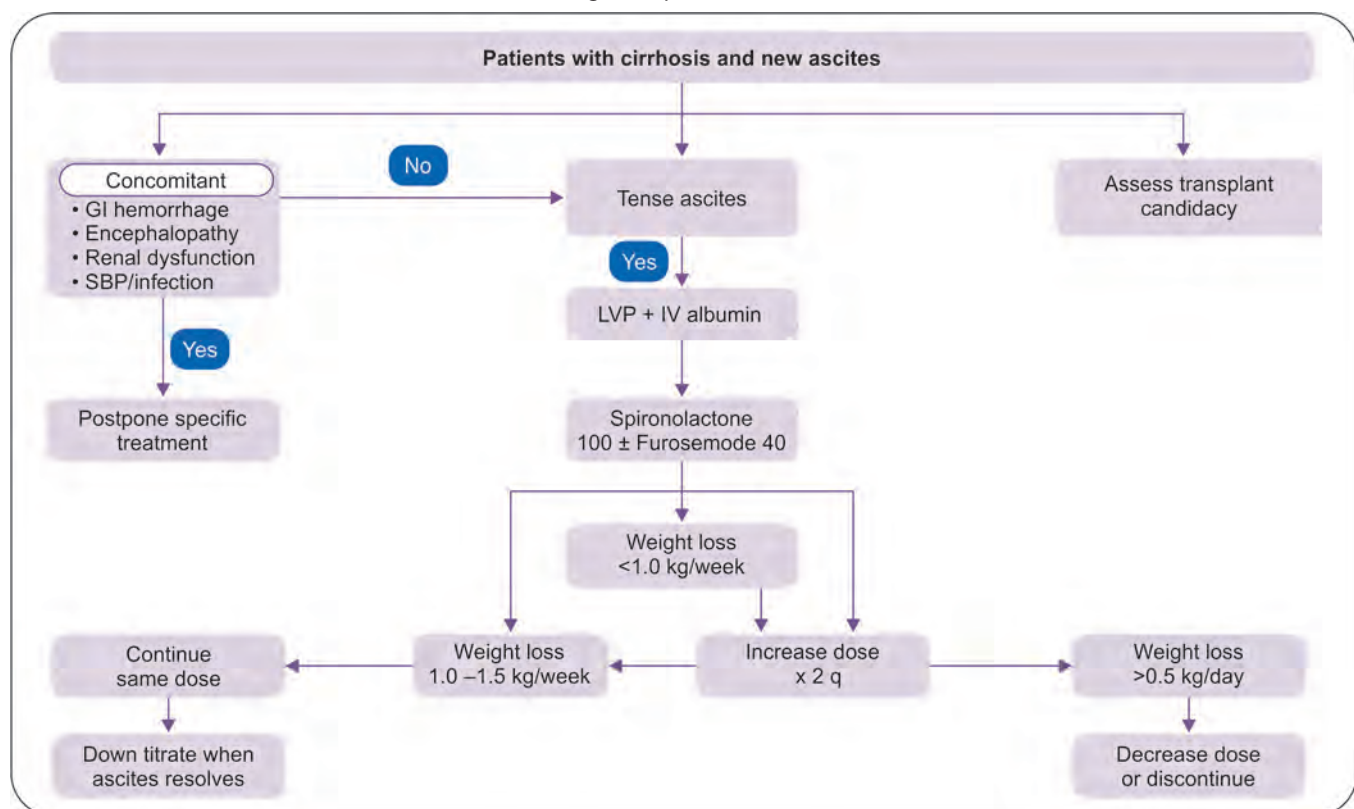 Patients with cirrhosis and new ascites
No
Concomitant
• GI hemorrhage
• Encephalopathy
• Renal dysfunction
• SBP/infection
Tense ascites
Assess transplant
candidacy
Yes
Yes
LVP + IV albumin
Postpone specific
treatment
Spironolactone
100 ± Furosemode 40
Weight loss
<1.0 kg/week
Continue
same dose
Weight loss
1.0 –1.5 kg/week
Increase dose
x 2 q
Weight loss
>0.5 kg/day
Down titrate when
ascites resolves
Decrease dose
or discontinue